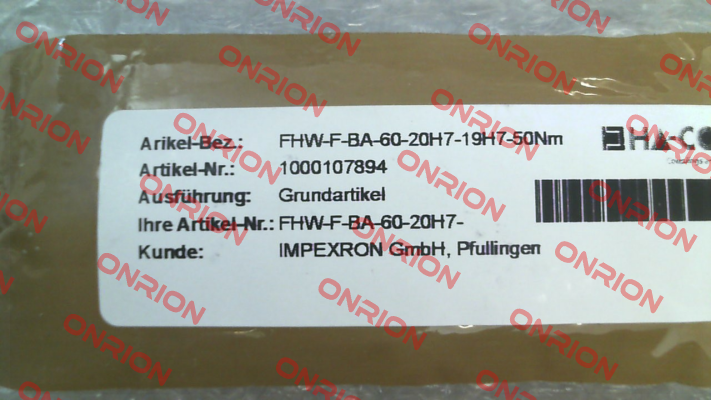 Arikel-Bez.: FHW-F-BA-60-20H7-19H7-50Nm
Artikel-Nr.: 1000107894
Ausführung: Grundartikel
Ihre Artikel-Nr.: FHW-F-BA-60-20H7-
Kunde: IMPEXRON GmbH, Pfullingen
ONRION